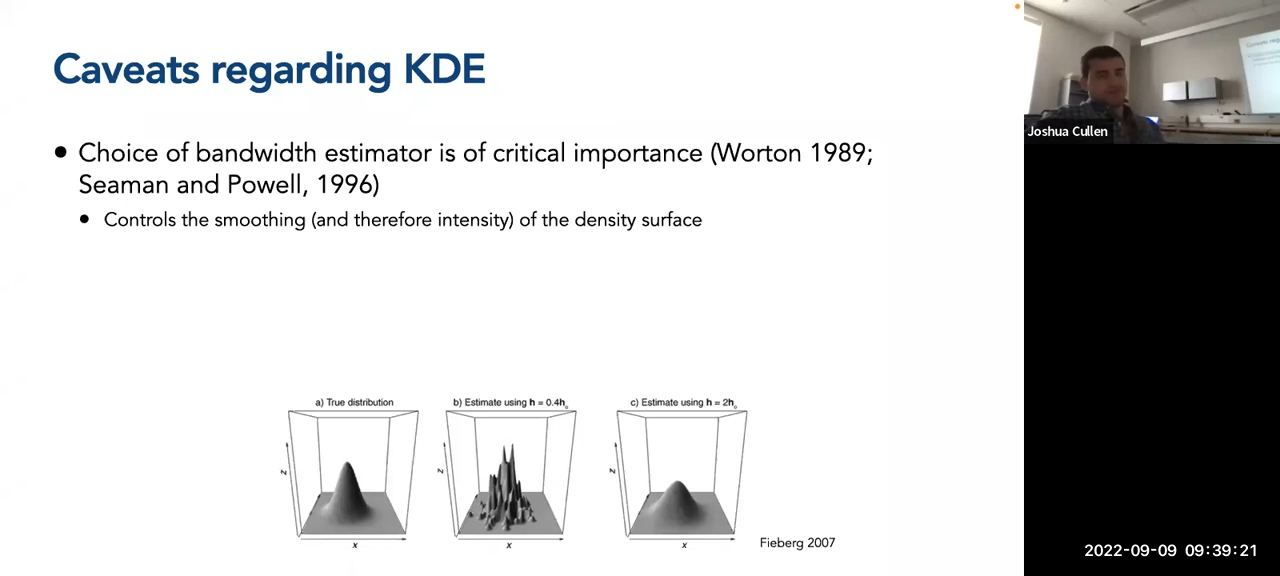 Caveats regarding KDE
Joshua Cullen
• Choice of bandwidth estimator is of critical importance (Worton 1989;
Seaman and Powell, 1996)
• Controls the smoothing (and therefore intensity) of the density surface
a) True distribution
b) Estimate using h = 0.4hₒ
c) Estimate using h = 2hₒ
Z
Z
Z
x
x
x
Fieberg 2007
2022-09-09 09:39:21